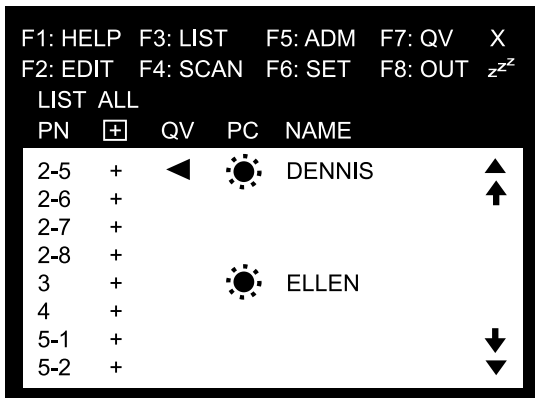 F1: HELP F3: LIST F5: ADM F7: QV X
F2: EDIT F4: SCAN F6: SET F8: OUT zzz
LIST ALL
PN + QV PC NAME
2-5 + DENNIS
2-6 +
2-7 +
2-8 +
3 + ELLEN
4 +
5-1 +
5-2 +